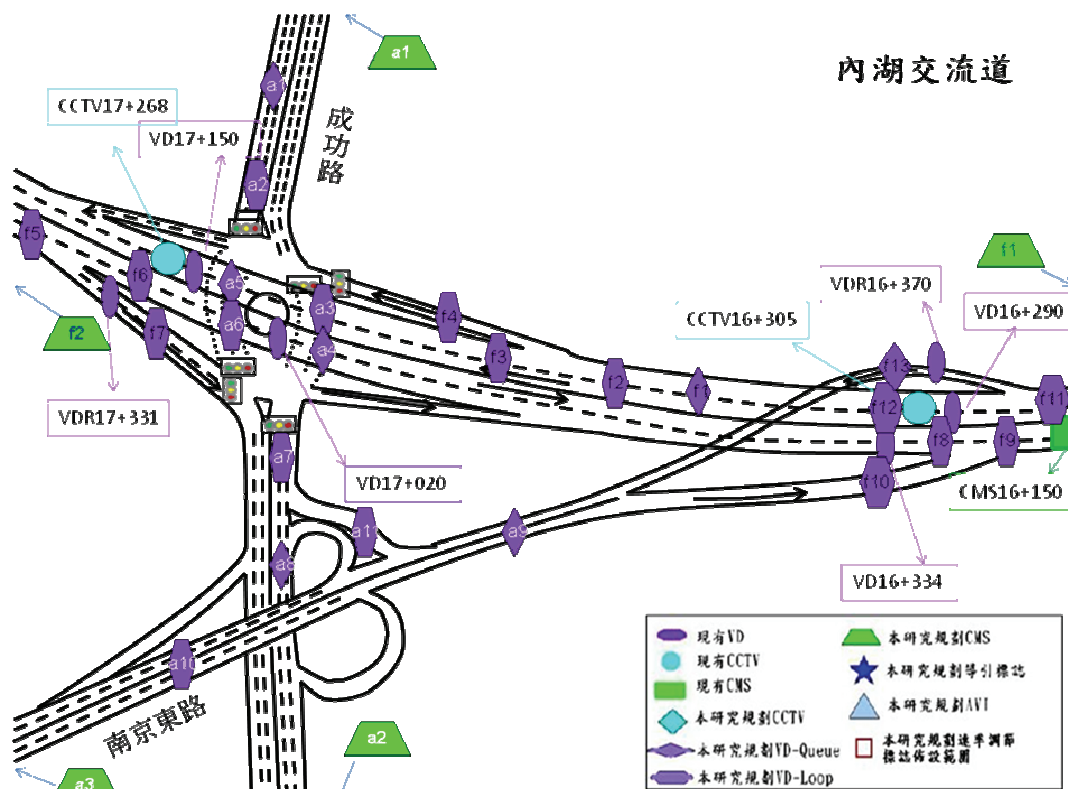 a1
內湖交流道
CCTV17+268
a1
VD17+150
成功路
a2
f5
f1
VDR16+370
f6
a5
f2
a3
f4
CCTV16+305
VD16+290
a6
f7
a4
f3
f2
f1
f13
f12
f11
VDR17+331
f8
f9
a7
VD17+020
f10
CMS16+150
a11
a9
a8
VD16+334
a10
南京東路
a2
a3
現有VD
現有CCTV
現有CMS
本研究規劃CCTV
本研究規劃VD-Queue
本研究規劃VD-Loop
本研究規劃CMS
本研究規劃等引標誌
本研究規劃AVI
本研究規劃速率調節
標誌佈設範圍